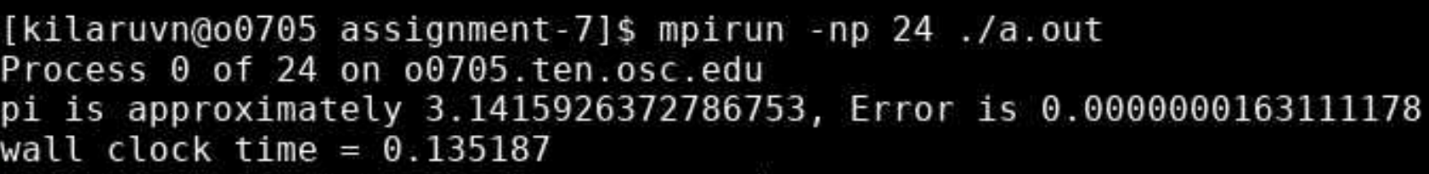 [kilaruvn@o0705 assignment-7]$ mpirun -np 24 ./a.out
Process 0 of 24 on o0705.ten.osc.edu
pi is approximately 3.1415926372786753, Error is 0.0000000163111178
wall clock time = 0.135187